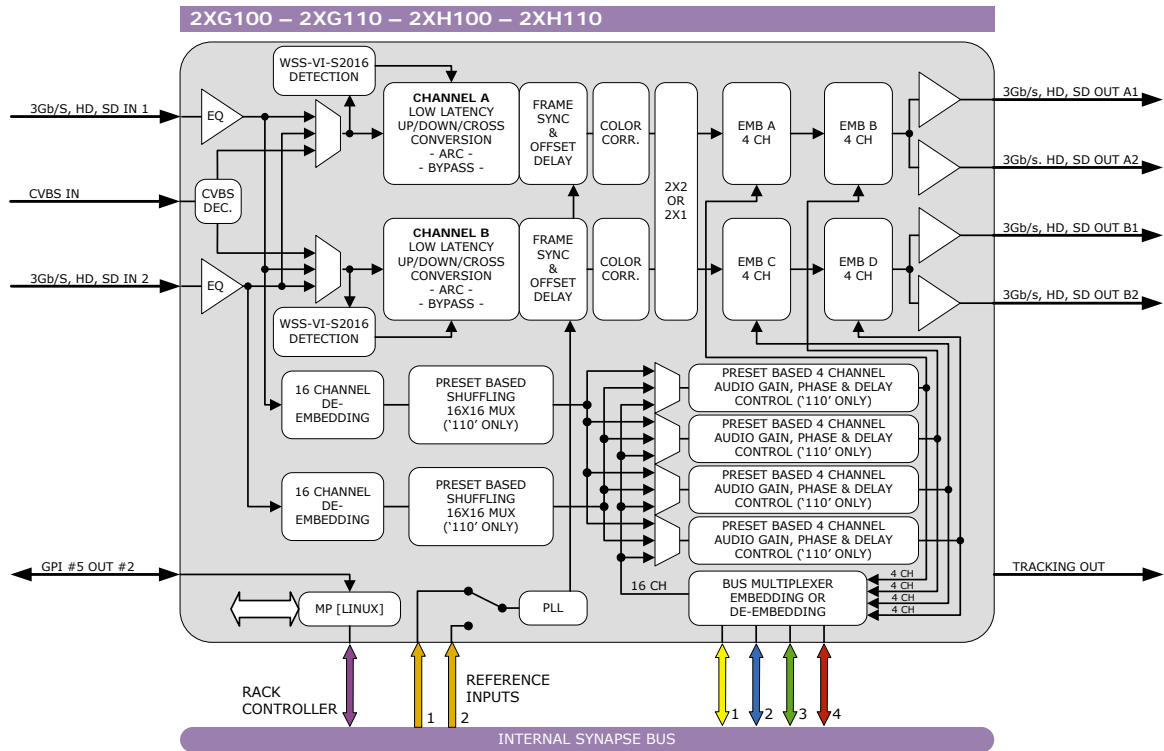 2XG100 – 2XG110 – 2XH100 – 2XH110
WSS-VI-S2016
DETECTION
3Gb/S, HD, SD IN 1
EQ
CHANNEL A
LOW LATENCY
UP/DOWN/CROSS
CONVERSION
- ARC -
- BYPASS -
FRAME
SYNC
&
OFFSET
DELAY
COLOR
CORR.
EMB A
4 CH
EMB B
4 CH
3Gb/s, HD, SD OUT A1
3Gb/s. HD, SD OUT A2
CVBS IN
CVBS
DEC.
2X2
OR
2X1
3Gb/S, HD, SD IN 2
EQ
CHANNEL B
LOW LATENCY
UP/DOWN/CROSS
CONVERSION
- ARC -
- BYPASS -
FRAME
SYNC
&
OFFSET
DELAY
COLOR
CORR.
EMB C
4 CH
EMB D
4 CH
3Gb/s, HD, SD OUT B1
3Gb/s, HD, SD OUT B2
WSS-VI-S2016
DETECTION
16 CHANNEL
DE-
EMBEDDING
PRESET BASED
SHUFFLING
16X16 MUX
(‘110’ ONLY)
PRESET BASED 4 CHANNEL
AUDIO GAIN, PHASE & DELAY
CONTROL (‘110’ ONLY)
PRESET BASED 4 CHANNEL
AUDIO GAIN, PHASE & DELAY
CONTROL (‘110’ ONLY)
16 CHANNEL
DE-
EMBEDDING
PRESET BASED
SHUFFLING
16X16 MUX
(‘110’ ONLY)
PRESET BASED 4 CHANNEL
AUDIO GAIN, PHASE & DELAY
CONTROL (‘110’ ONLY)
PRESET BASED 4 CHANNEL
AUDIO GAIN, PHASE & DELAY
CONTROL (‘110’ ONLY)
GPI #5 OUT #2
TRACKING OUT
MP [LINUX]
PLL
16 CH
BUS MULTIPLEXER
EMBEDDING OR
DE-EMBEDDING
4 CH
4 CH
4 CH
4 CH
RACK
CONTROLLER
REFERENCE
INPUTS
1
2
1
2
3
4
INTERNAL SYNAPSE BUS